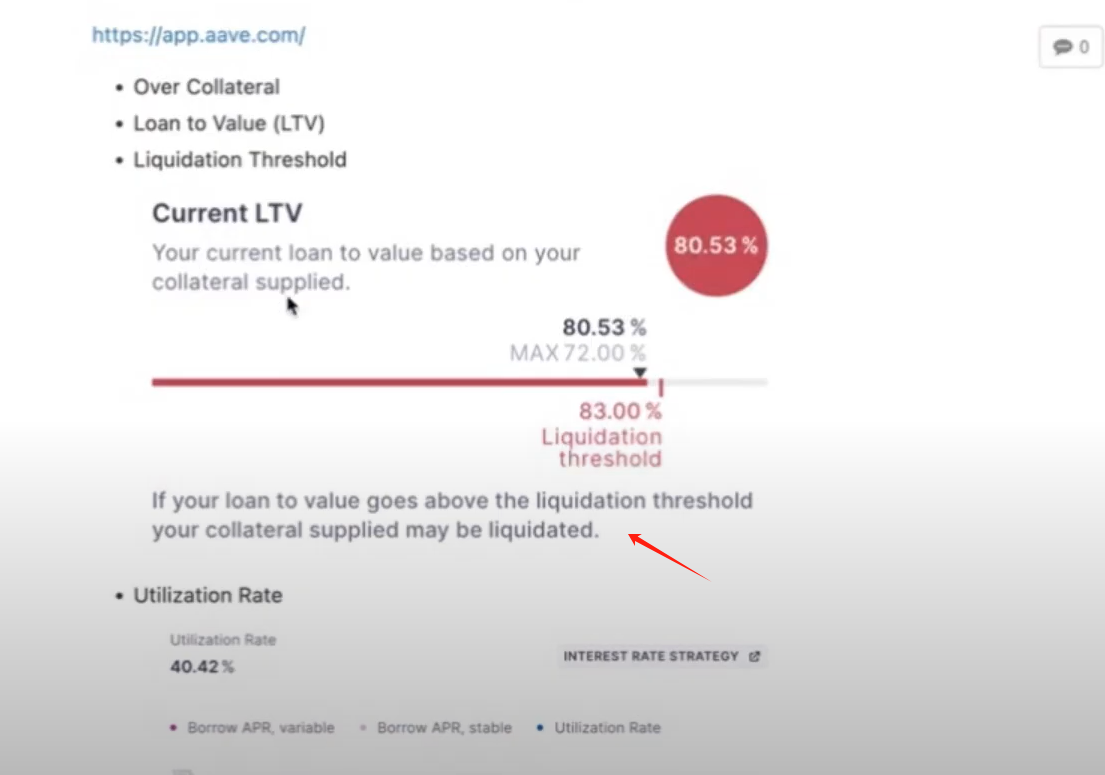 https://app.aave.com/
0
• Over Collateral
• Loan to Value (LTV)
• Liquidation Threshold
Current LTV
80.53 %
Your current loan to value based on your
collateral supplied.
80.53 %
MAX 72.00 %
83.00 %
Liquidation
threshold
If your loan to value goes above the liquidation threshold
your collateral supplied may be liquidated.
• Utilization Rate
Utilization Rate
40.42 %
INTEREST RATE STRATEGY
• Borrow APR, variable • Borrow APR, stable • Utilization Rate